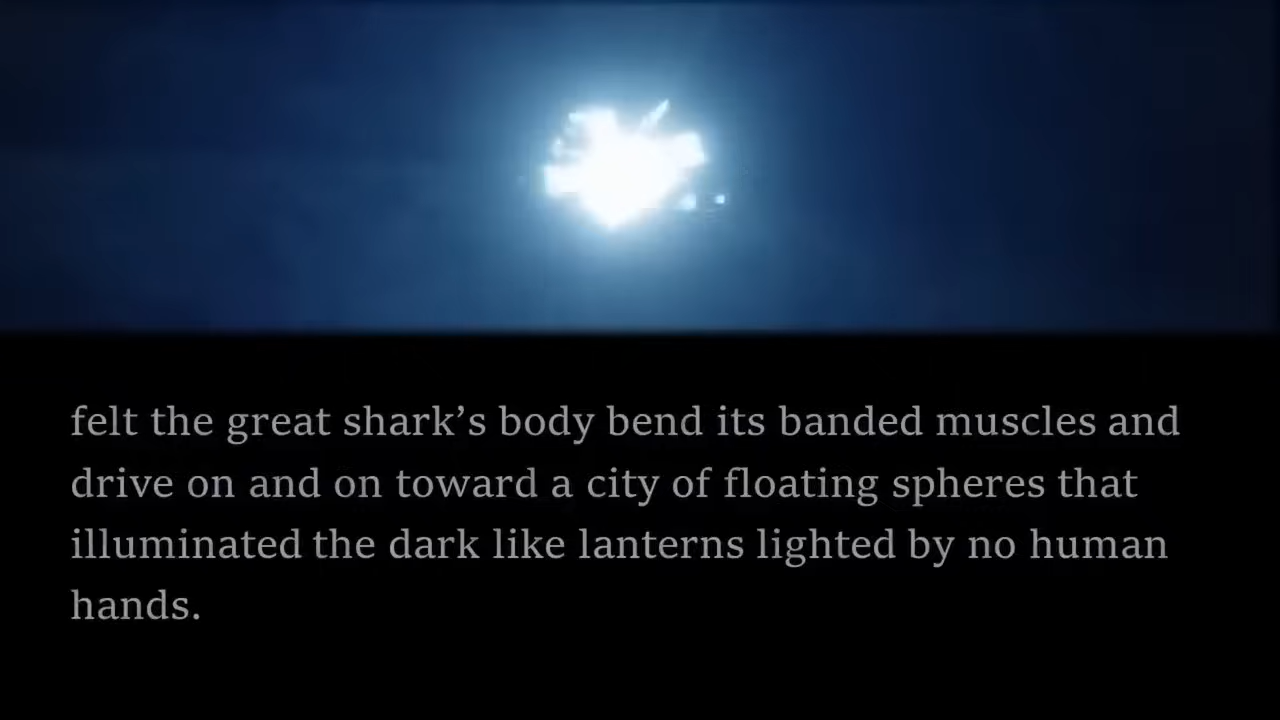 felt the great shark’s body bend its banded muscles and
drive on and on toward a city of floating spheres that
illuminated the dark like lanterns lighted by no human
hands.